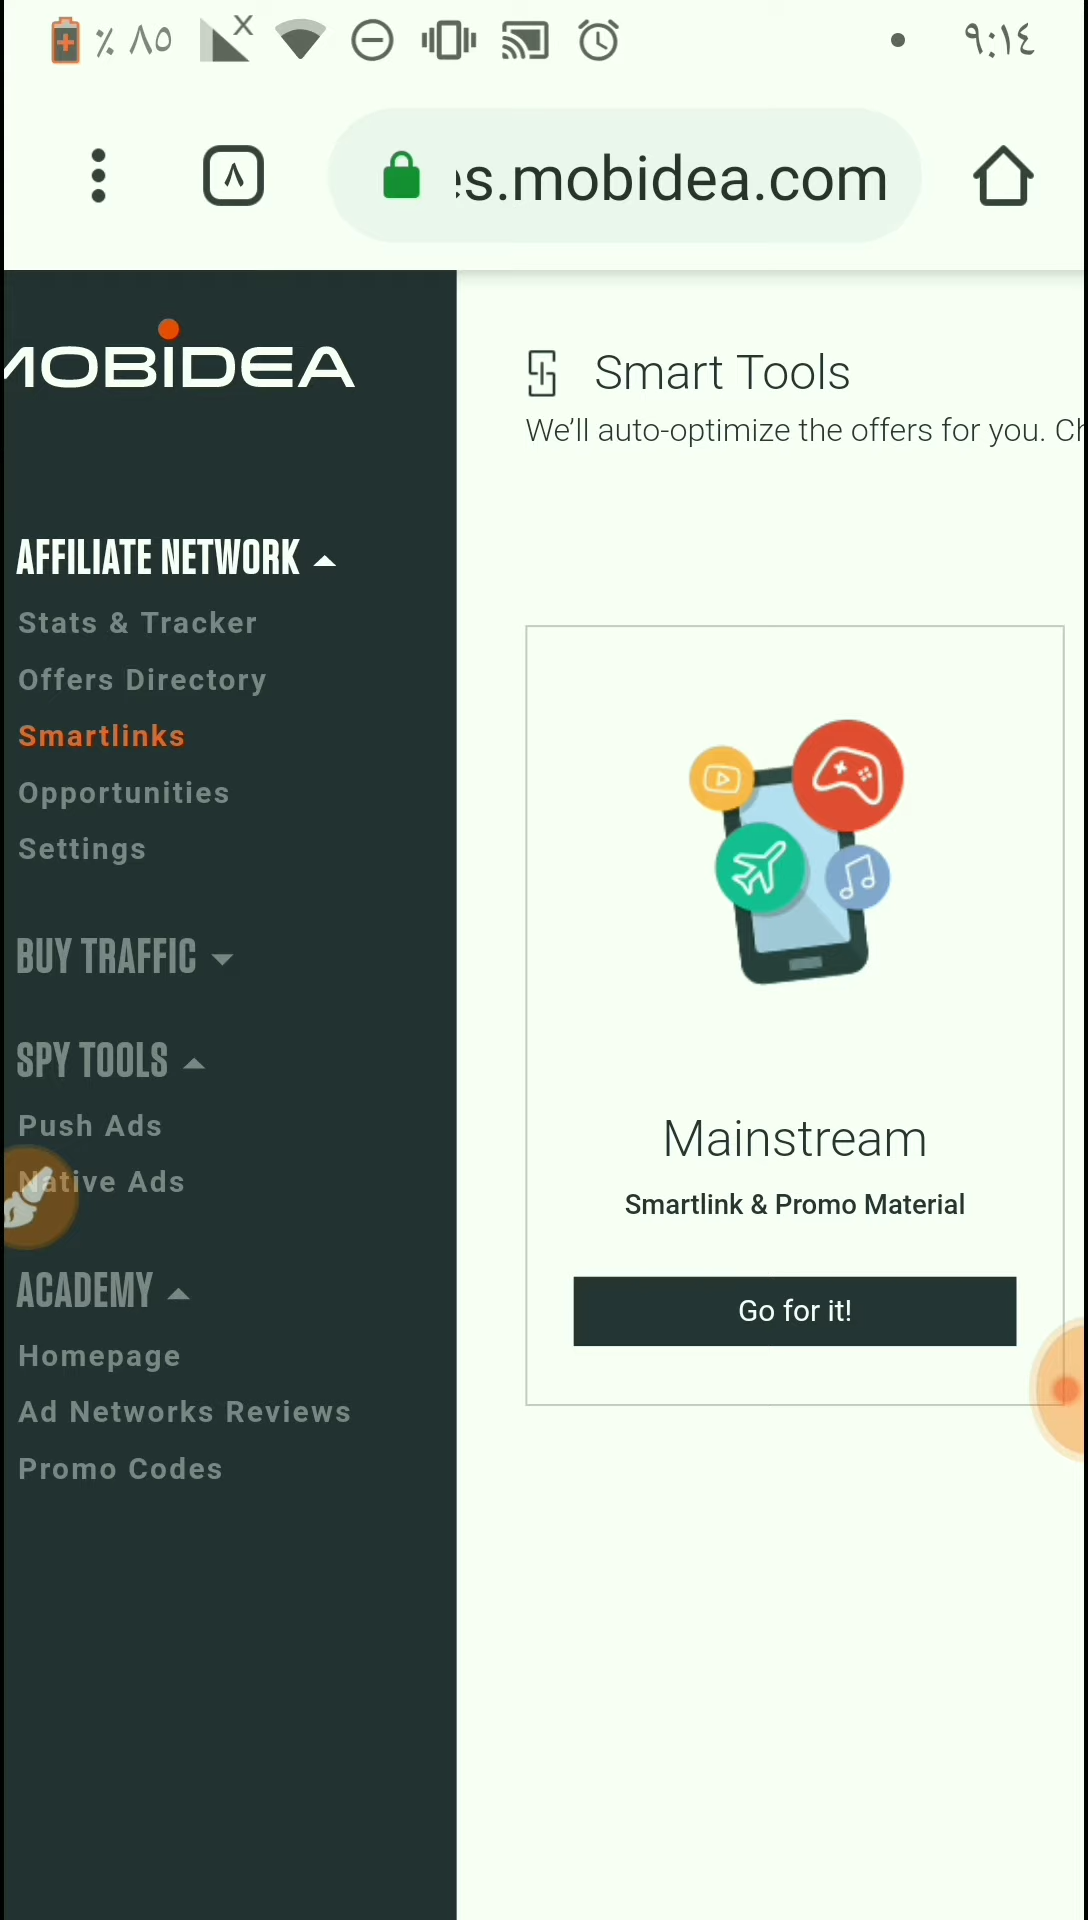 ٪ ٨٥ ٩:١٤
٨ s.mobidea.com
MOBIDEA
Smart Tools
We'll auto-optimize the offers for you. Ch
AFFILIATE NETWORK
Stats & Tracker
Offers Directory
Smartlinks
Opportunities
Settings
BUY TRAFFIC
SPY TOOLS
Push Ads
Native Ads
ACADEMY
Homepage
Ad Networks Reviews
Promo Codes
Mainstream
Smartlink & Promo Material
Go for it!